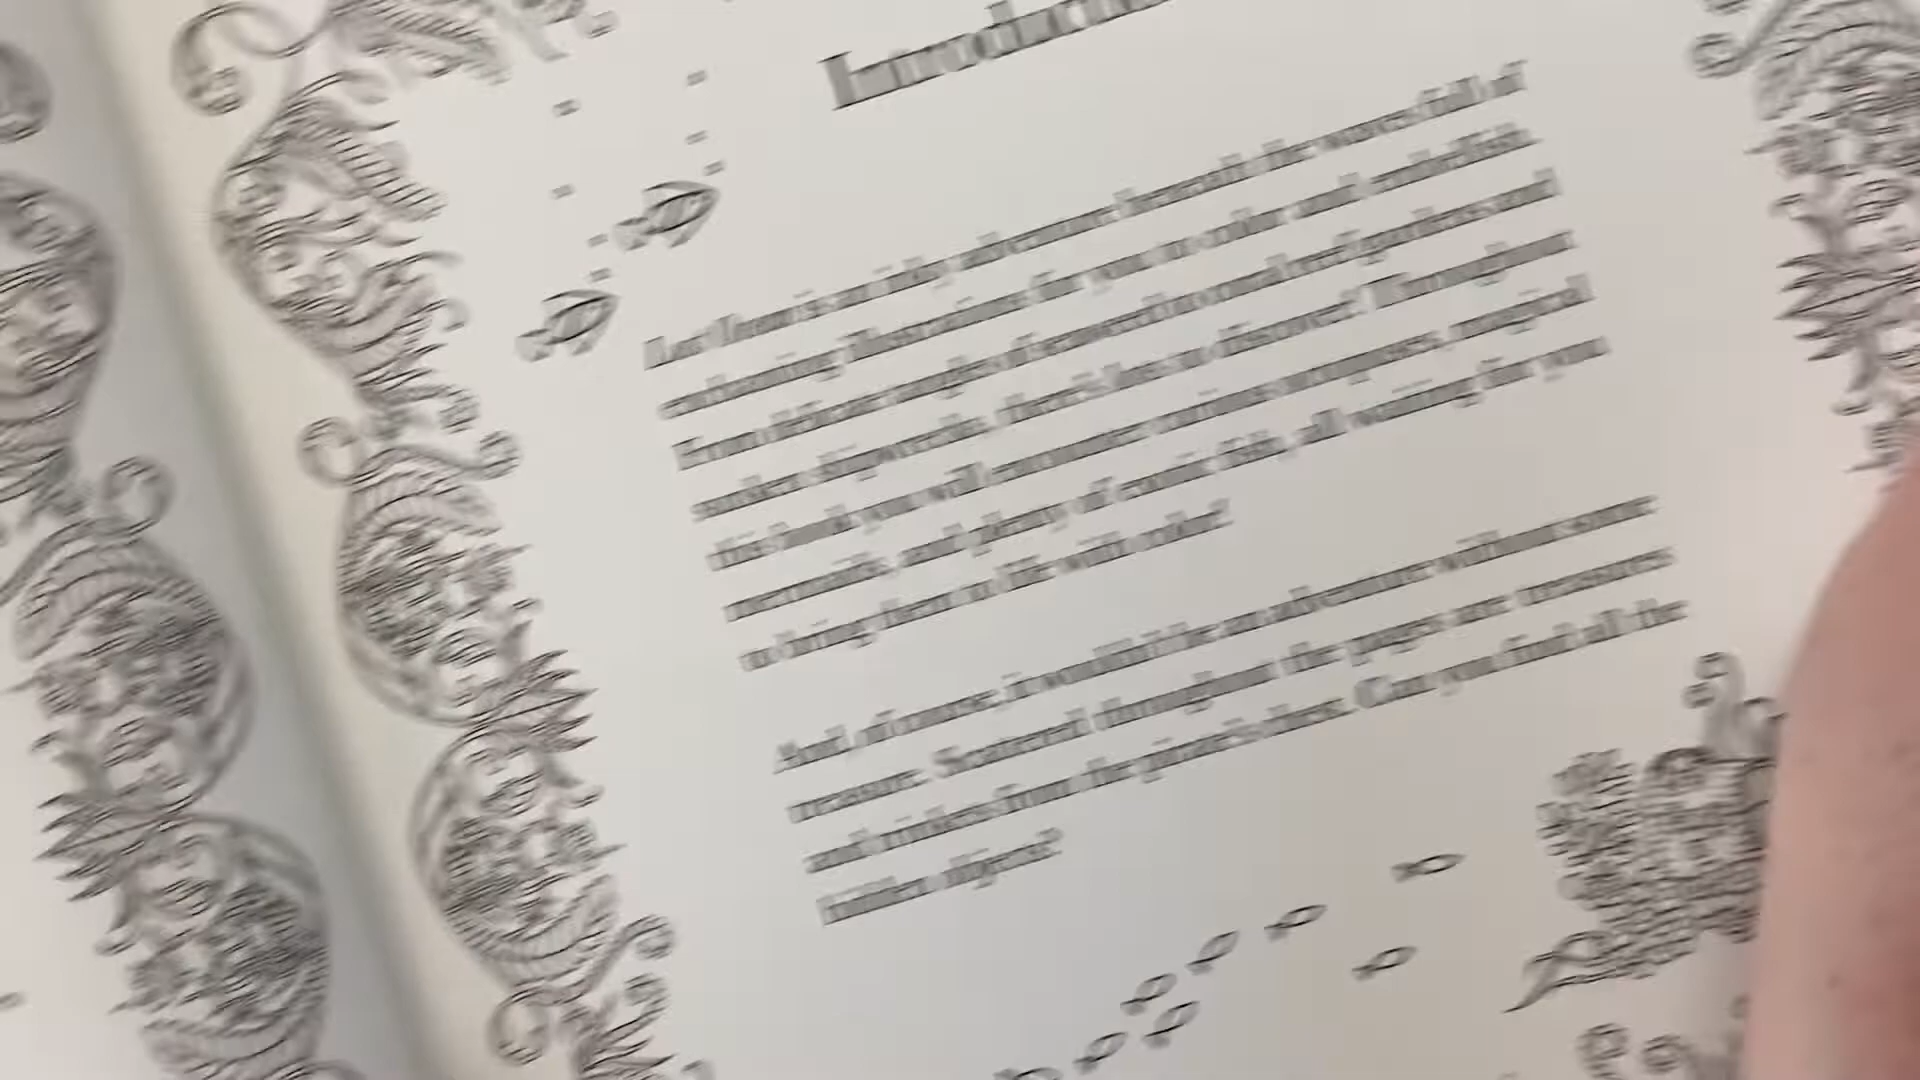 Introduction
Lost Ocean is an inky adventure beneath the waves full of
enchanting illustrations for you to color and embellish.
From delicate tangles of seaweed to coral reef gardens and
sunken shipwrecks, there's lots to discover! Throughout
this book you will encounter curious octopuses, magical
mermaids, and plenty of exotic fish, all waiting for you
to bring them to life with color!
And, of course, it wouldn't be an adventure without some
treasure. Scattered throughout the pages are treasures
and trinkets from the pirate's chest. Can you find all the
hidden objects?